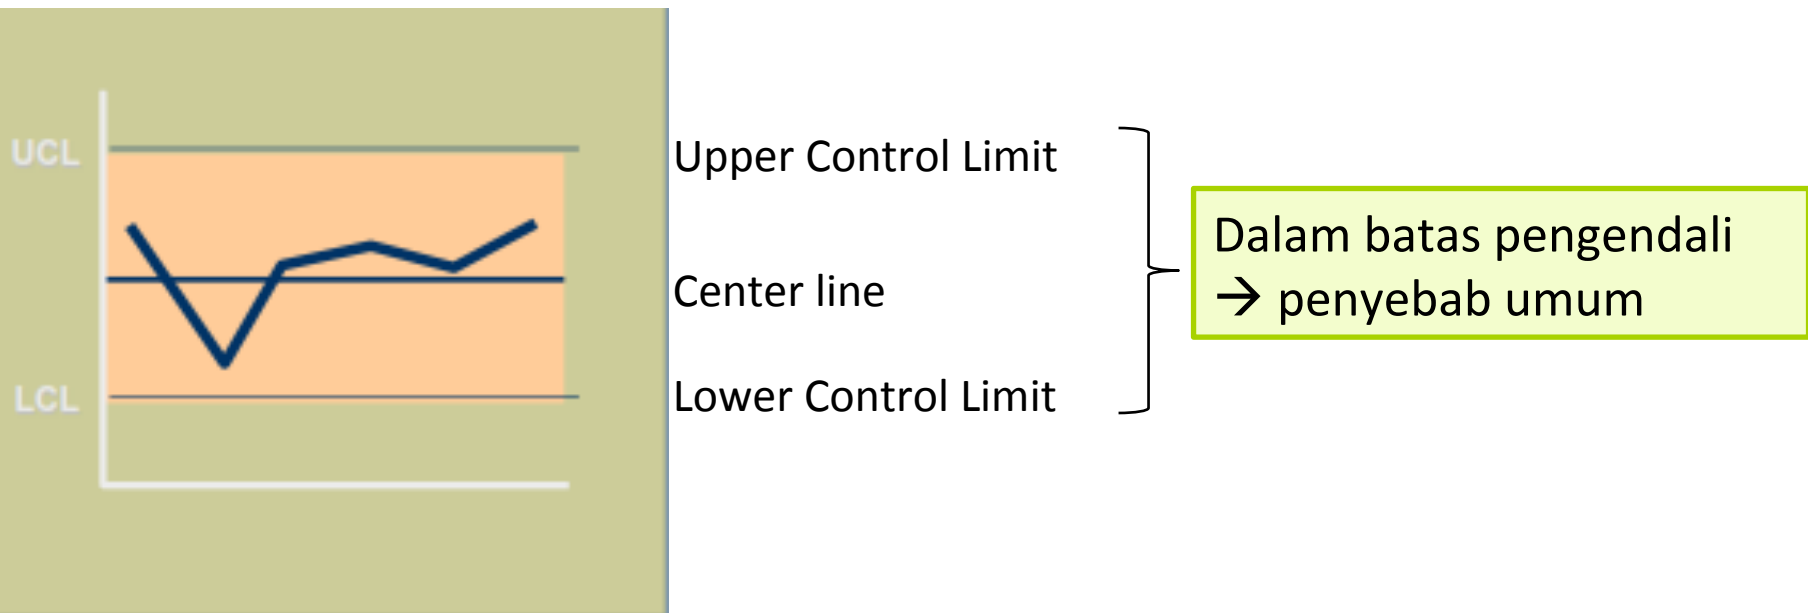 UCL
Upper Control Limit
Dalam batas pengendali
→ penyebab umum
Center line
LCL
Lower Control Limit